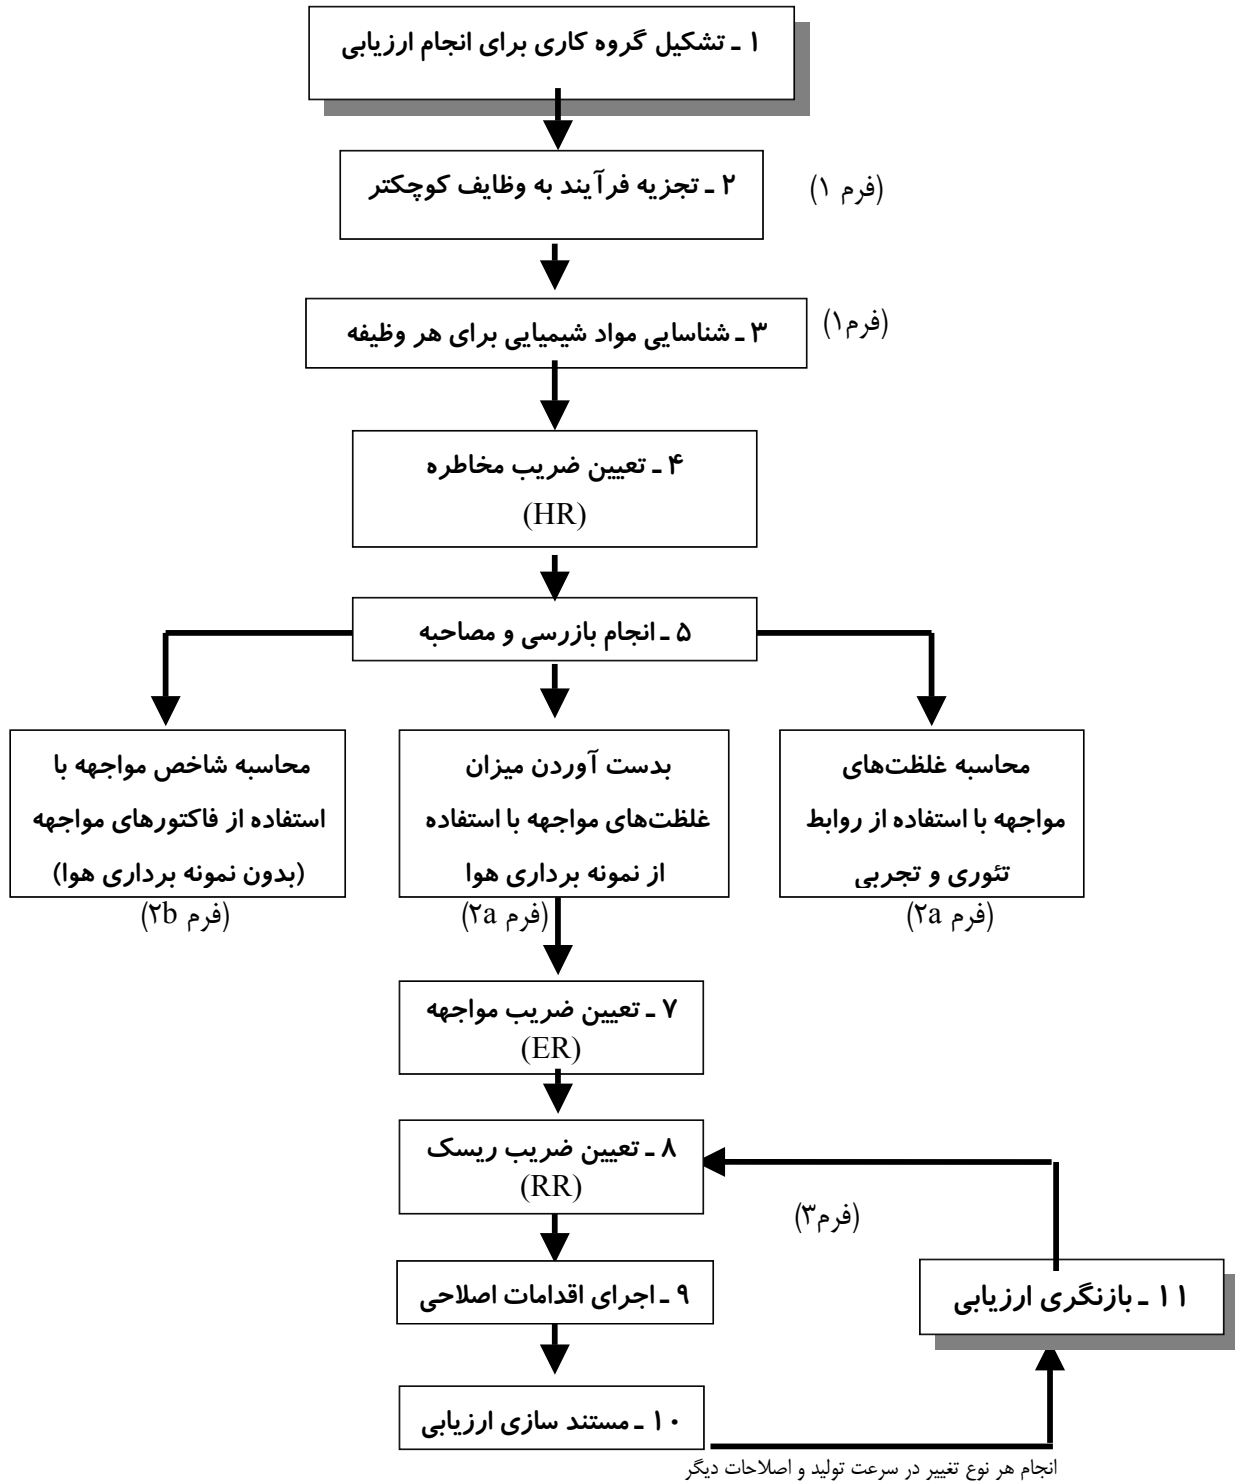 ۱ ـ تشکیل گروه کاری برای انجام ارزیابی
۲ ـ تجزیه فرآیند به وظایف کوچکتر
(فرم ۱)
۳ ـ شناسایی مواد شیمیایی برای هر وظیفه
(فرم۱)
۴ ـ تعیین ضریب مخاطره
(HR)
۵ ـ انجام بازرسی و مصاحبه
محاسبه غلظت‌های
مواجهه با استفاده از روابط
تئوری و تجربی
(فرم ۲a)
بدست آوردن میزان
غلظت‌های مواجهه با استفاده
از نمونه برداری هوا
(فرم ۲a)
محاسبه شاخص مواجهه با
استفاده از فاکتورهای مواجهه
(بدون نمونه برداری هوا)
(فرم ۲b)
۷ ـ تعیین ضریب مواجهه
(ER)
۸ ـ تعیین ضریب ریسک
(RR)
(فرم۳)
۹ ـ اجرای اقدامات اصلاحی
۱۱ ـ بازنگری ارزیابی
۱۰ ـ مستند سازی ارزیابی
انجام هر نوع تغییر در سرعت تولید و اصلاحات دیگر